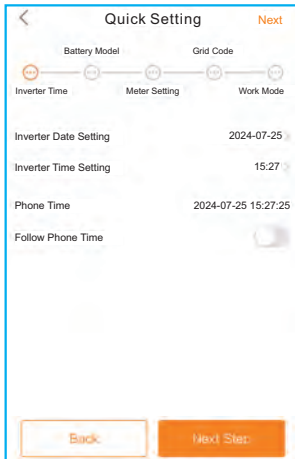 Quick Setting Next
Battery Model Grid Code
Inverter Time Meter Setting Work Mode
Inverter Date Setting 2024-07-25
Inverter Time Setting 15:27
Phone Time 2024-07-25 15:27:25
Follow Phone Time
Back Next Step